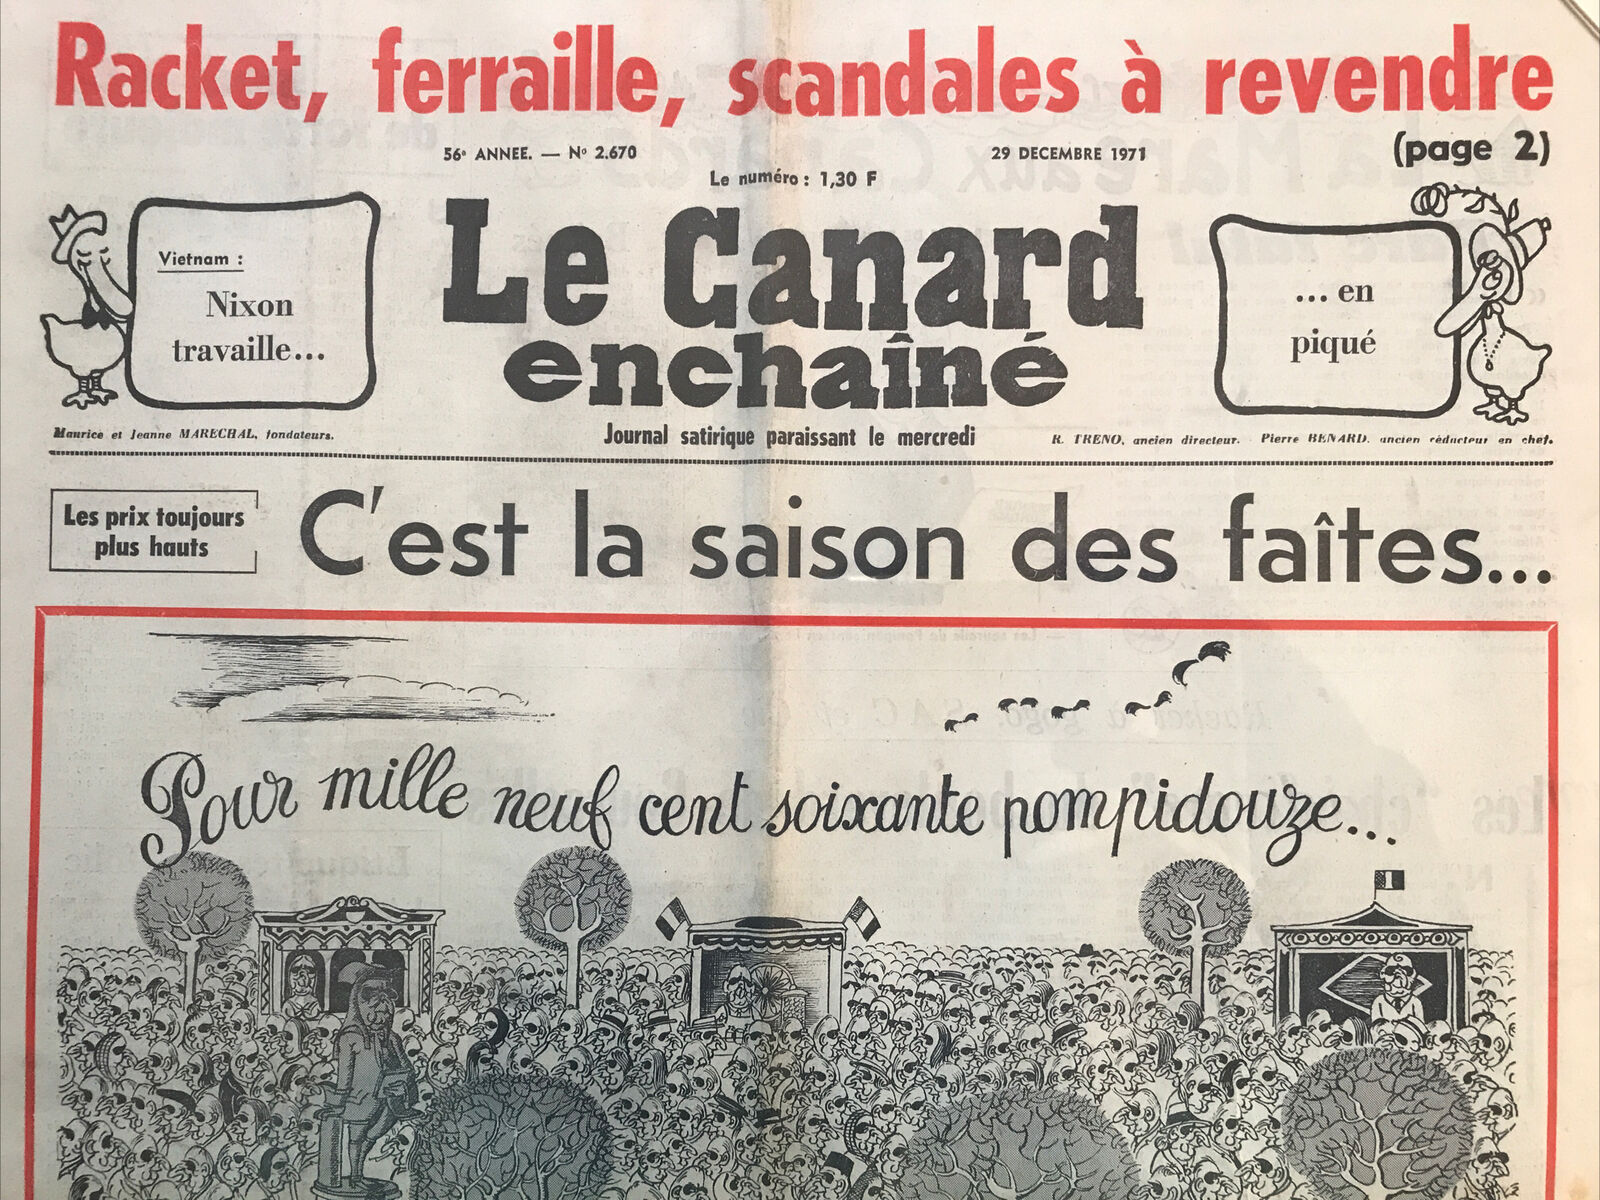 Racket, ferraille, scandales à revendre
(page 2)
56e ANNEE. — No 2.670
29 DECEMBRE 1971
Le numéro : 1,30 F
Vietnam :
Nixon
travaille...
Le Canard
enchaîné
... en
piqué
Maurice et Jeanne MARECHAL, fondateurs.
Journal satirique paraissant le mercredi
R. TRENO, ancien directeur. Pierre BENARD, ancien rédacteur en chef.
Les prix toujours
plus hauts
C'est la saison des faîtes...
Pour mille neuf cent soixante pompidouze...